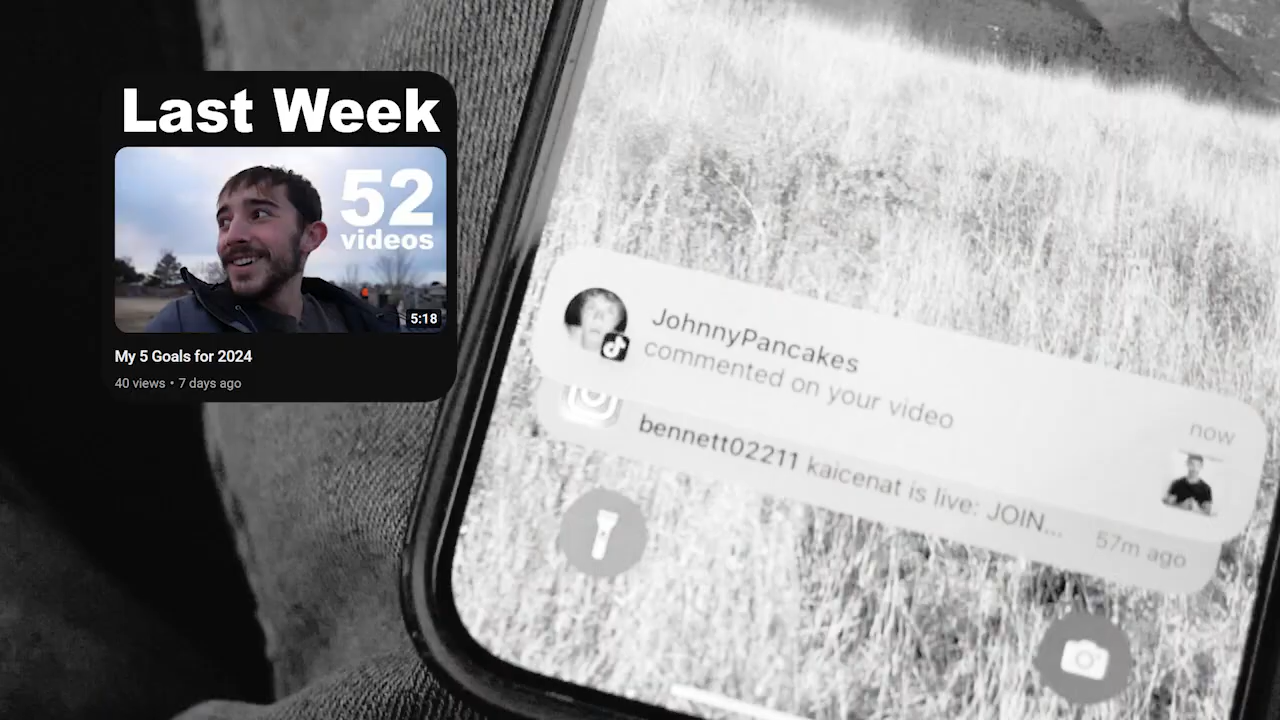 Last Week
52
videos
5:18
My 5 Goals for 2024
40 views • 7 days ago
JohnnyPancakes
commented on your video
now
bennett02211 kaicenat is live: JOIN...
57m ago